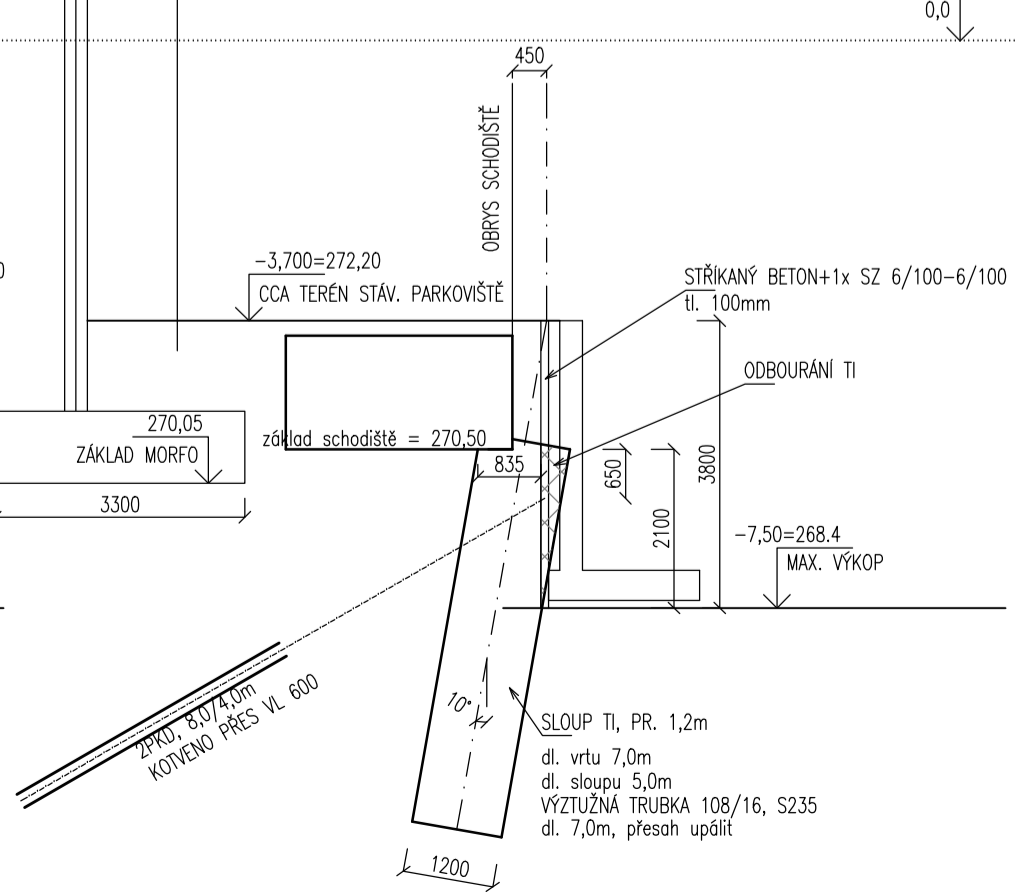 0,0
450
OBRYS SCHODIŠTĚ
-3,700=272,20
CCA TERÉN STÁV. PARKOVIŠTĚ
STŘÍKANÝ BETON+1x SZ 6/100-6/100
tl. 100mm
ODBOURÁNÍ TI
270,05
ZÁKLAD MORFO
základ schodiště = 270,50
835
650
2100
3800
3300
-7,50=268.4
MAX. VÝKOP
2PKD, 8,0/4,0m
KOTVENO PŘES VL 600
10°
SLOUP TI, PR. 1,2m
dl. vrtu 7,0m
dl. sloupu 5,0m
VÝZTUŽNÁ TRUBKA 108/16, S235
dl. 7,0m, přesah upálit
1200